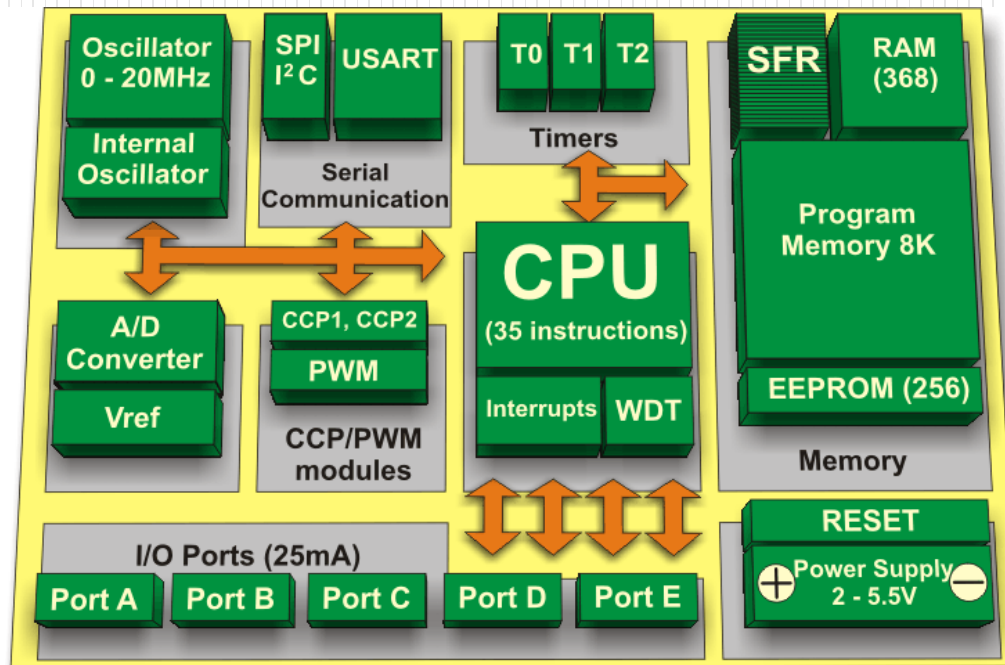 Oscillator
0 - 20MHz
Internal
Oscillator
SPI
I²C
USART
Serial
Communication
T0
T1
T2
Timers
SFR
RAM
(368)
Program
Memory 8K
EEPROM (256)
Memory
CPU
(35 instructions)
Interrupts
WDT
A/D
Converter
Vref
CCP1, CCP2
PWM
CCP/PWM
modules
I/O Ports (25mA)
Port A
Port B
Port C
Port D
Port E
RESET
+
Power Supply
2 - 5.5V
−